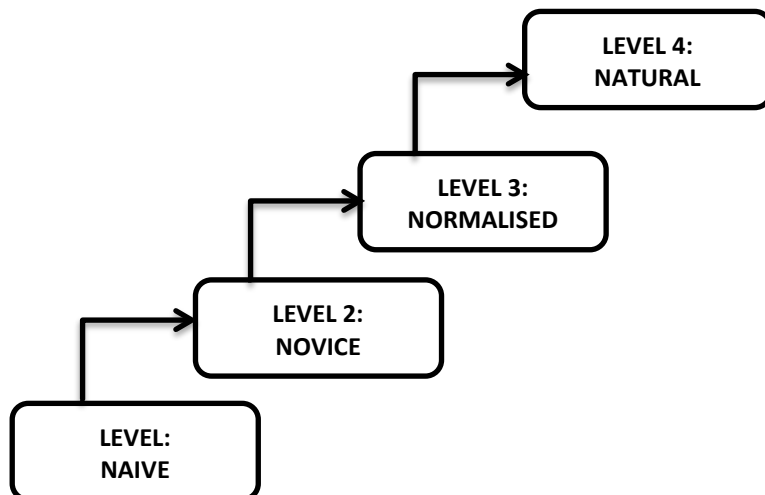 LEVEL 4:
NATURAL
LEVEL 3:
NORMALISED
LEVEL 2:
NOVICE
LEVEL:
NAIVE